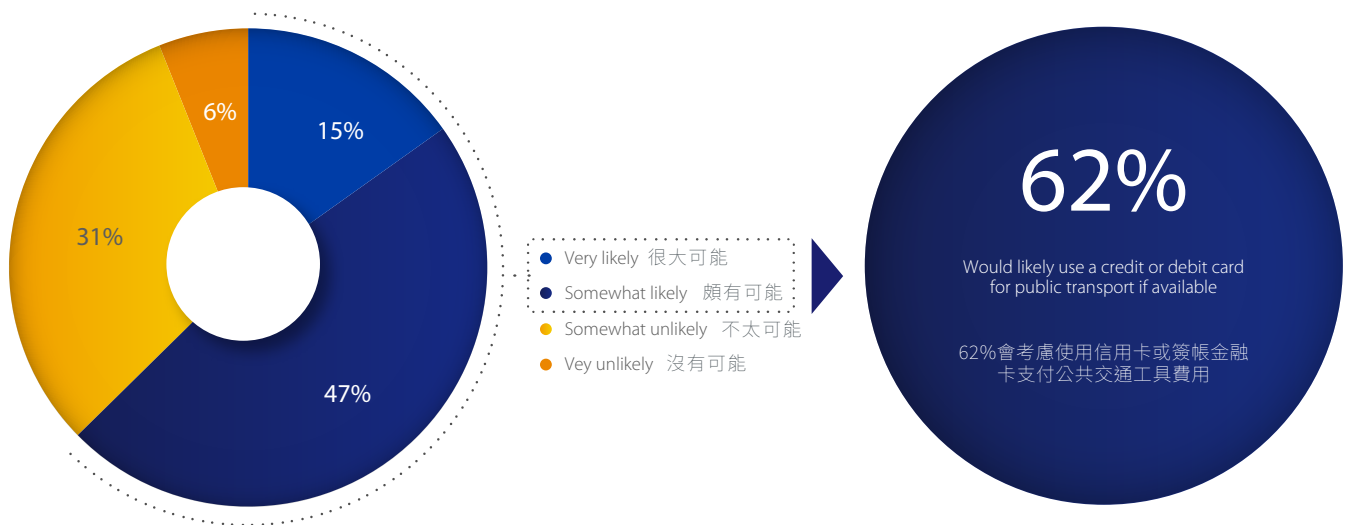 6%
15%
31%
47%
Very likely 很大可能
Somewhat likely 頗有可能
Somewhat unlikely 不太可能
Vey unlikely 沒有可能
62%
Would likely use a credit or debit card
for public transport if available
62%會考慮使用信用卡或簽帳金融
卡支付公共交通工具費用